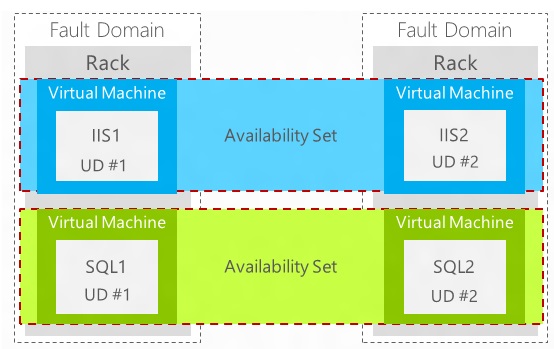 Fault Domain
Fault Domain
Rack
Rack
Virtual Machine
Virtual Machine
IIS1
UD #1
Availability Set
IIS2
UD #2
Virtual Machine
Virtual Machine
SQL1
UD #1
Availability Set
SQL2
UD #2